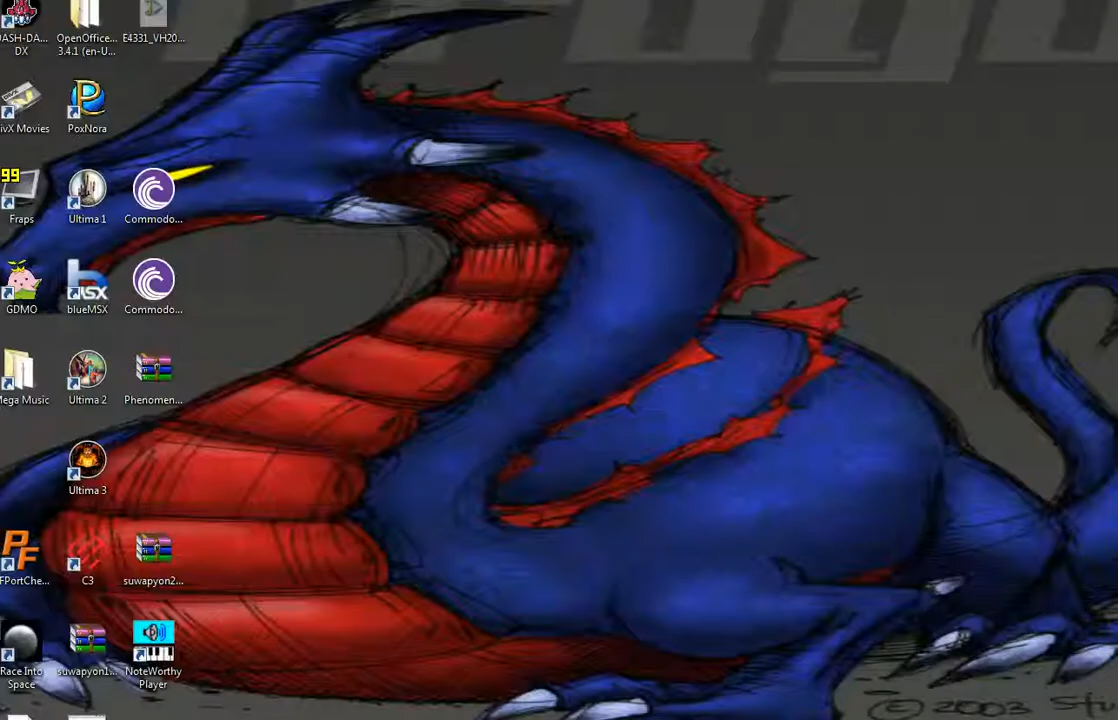 ASH-DA...
DX
OpenOffice...
3.4.1 (en-U...
E4331_VH20...
ivX Movies
PoxNora
99
Fraps
Ultima 1
Commodo...
GDMO
blueMSX
Commodo...
Mega Music
Ultima 2
Phenomen...
Ultima 3
PF
FPortChe...
C3
suwapyon2...
Race Into
Space
suwapyon1...
NoteWorthy
Player
© 2003 Stu